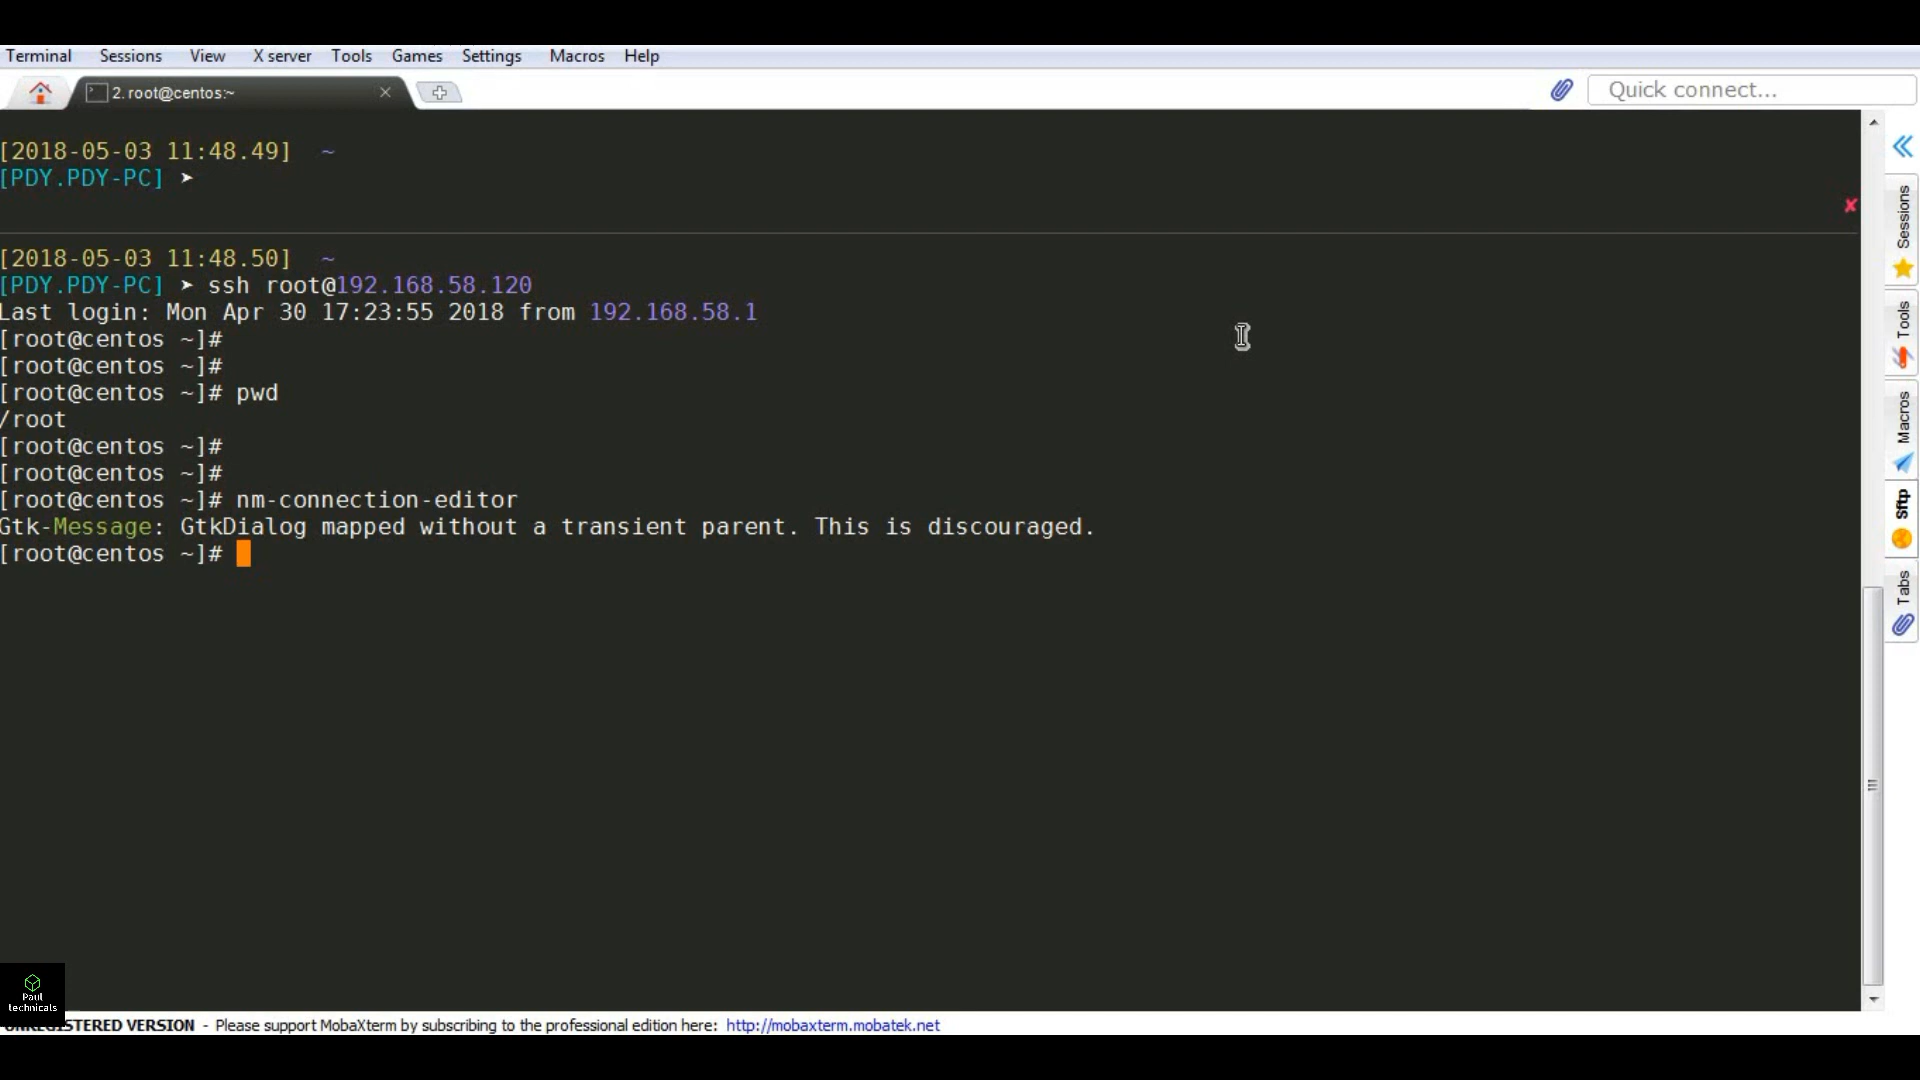 Terminal Sessions View X server Tools Games Settings Macros Help
2. root@centos:~
Quick connect...
[2018-05-03 11:48.49] ~
[PDY.PDY-PC] ➤
[2018-05-03 11:48.50] ~
[PDY.PDY-PC] ➤ ssh root@192.168.58.120
Last login: Mon Apr 30 17:23:55 2018 from 192.168.58.1
[root@centos ~]#
[root@centos ~]#
[root@centos ~]# pwd
/root
[root@centos ~]#
[root@centos ~]#
[root@centos ~]# nm-connection-editor
Gtk-Message: GtkDialog mapped without a transient parent. This is discouraged.
[root@centos ~]#
Sessions
Tools
Macros
Sftp
Tabs
Paul
technicals
UNREGISTERED VERSION - Please support MobaXterm by subscribing to the professional edition here: http://mobaxterm.mobatek.net